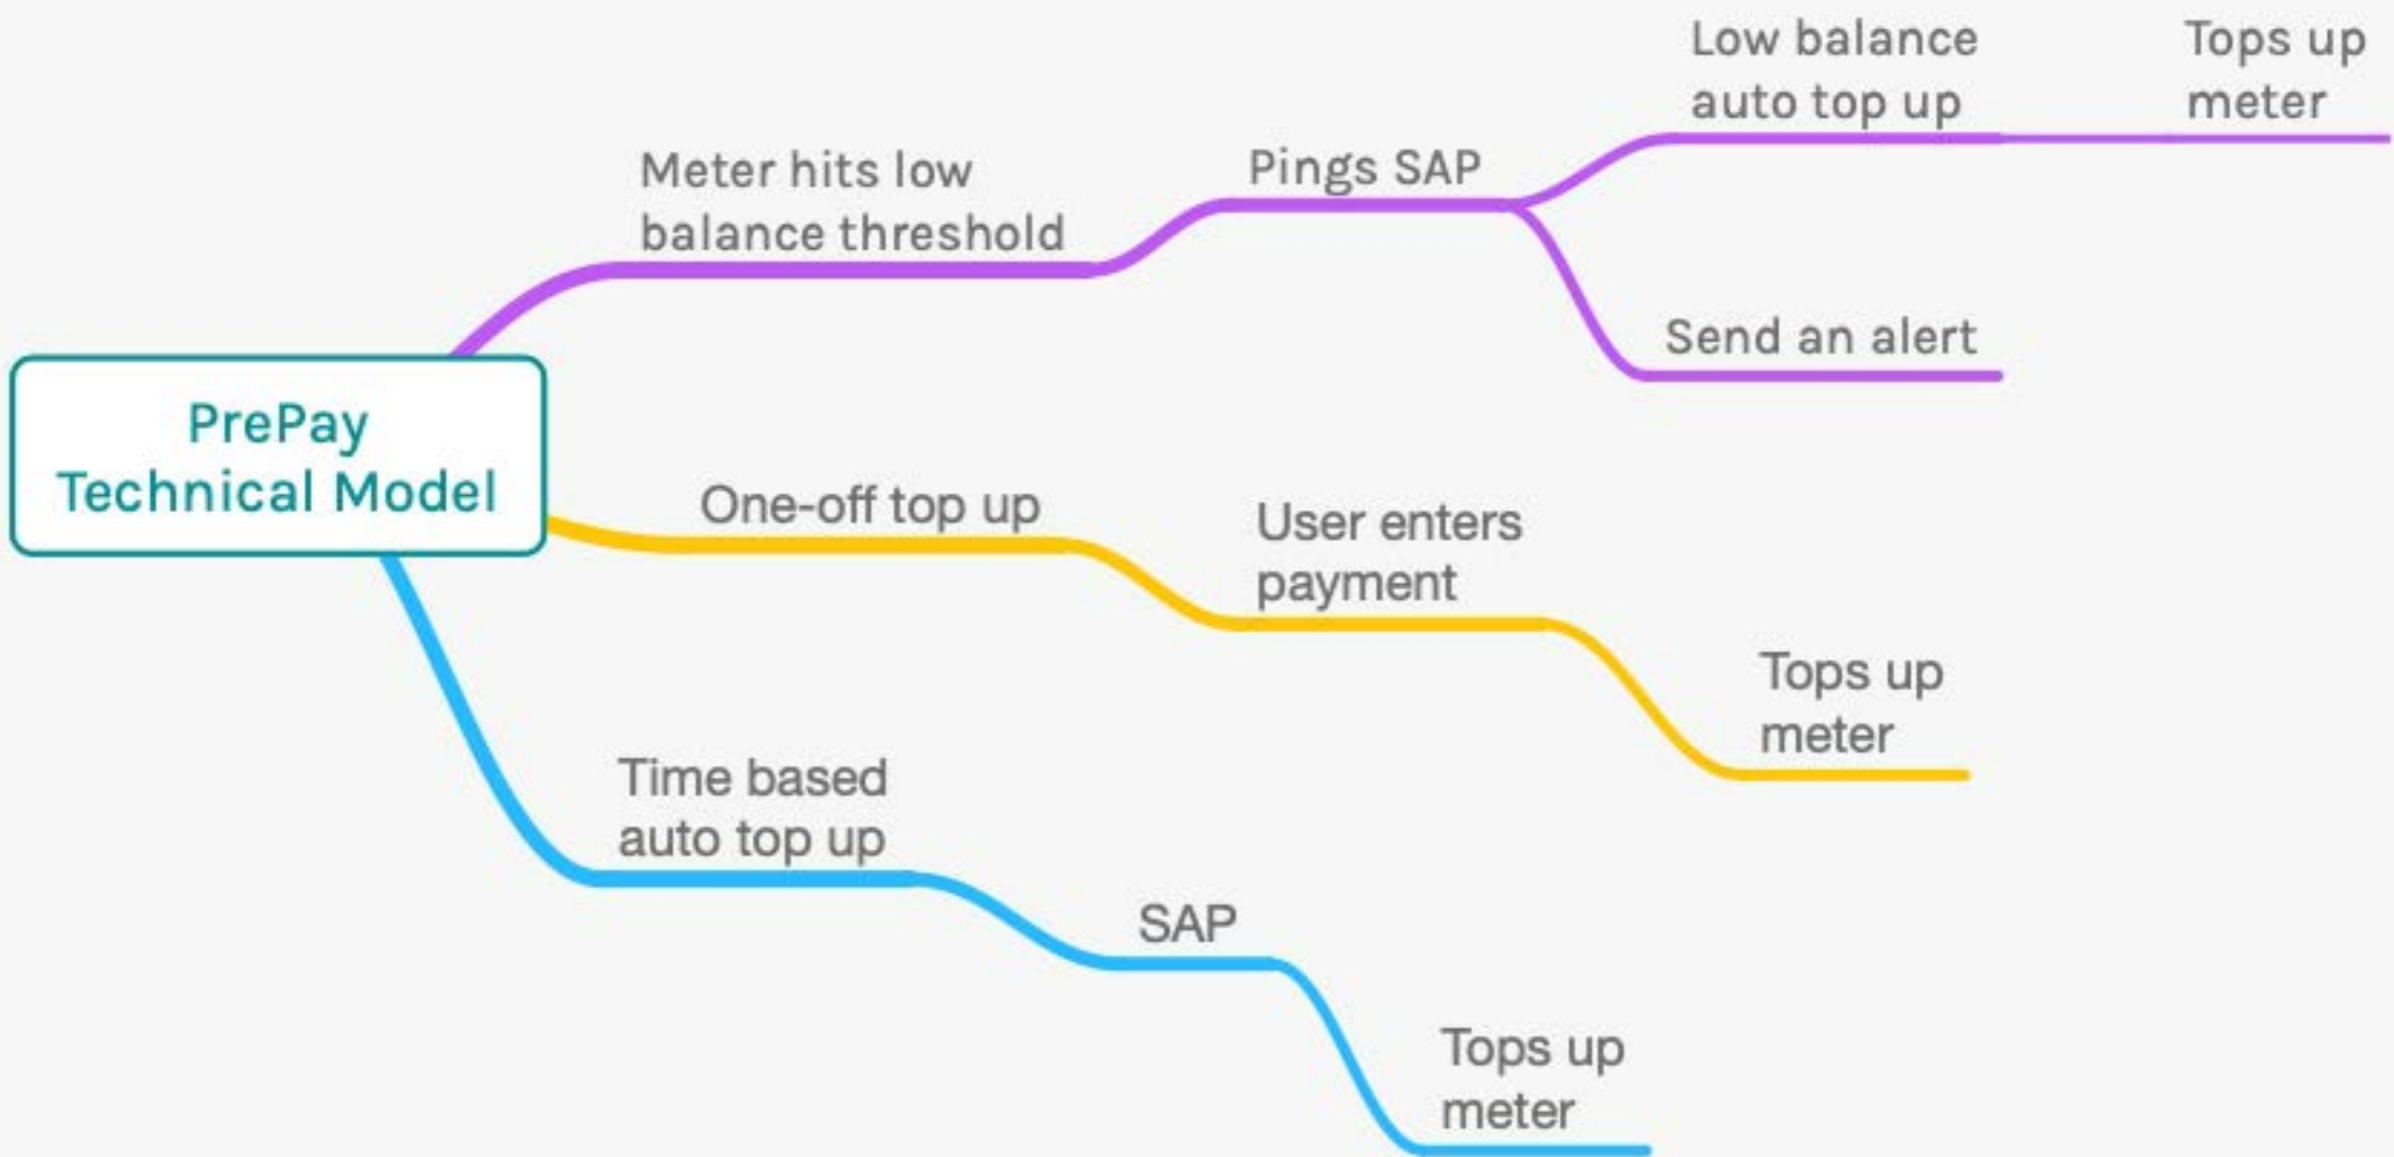 Low balance
auto top up
Tops up
meter
Meter hits low
balance threshold
Pings SAP
Send an alert
PrePay
Technical Model
One-off top up
User enters
payment
Tops up
meter
Time based
auto top up
SAP
Tops up
meter